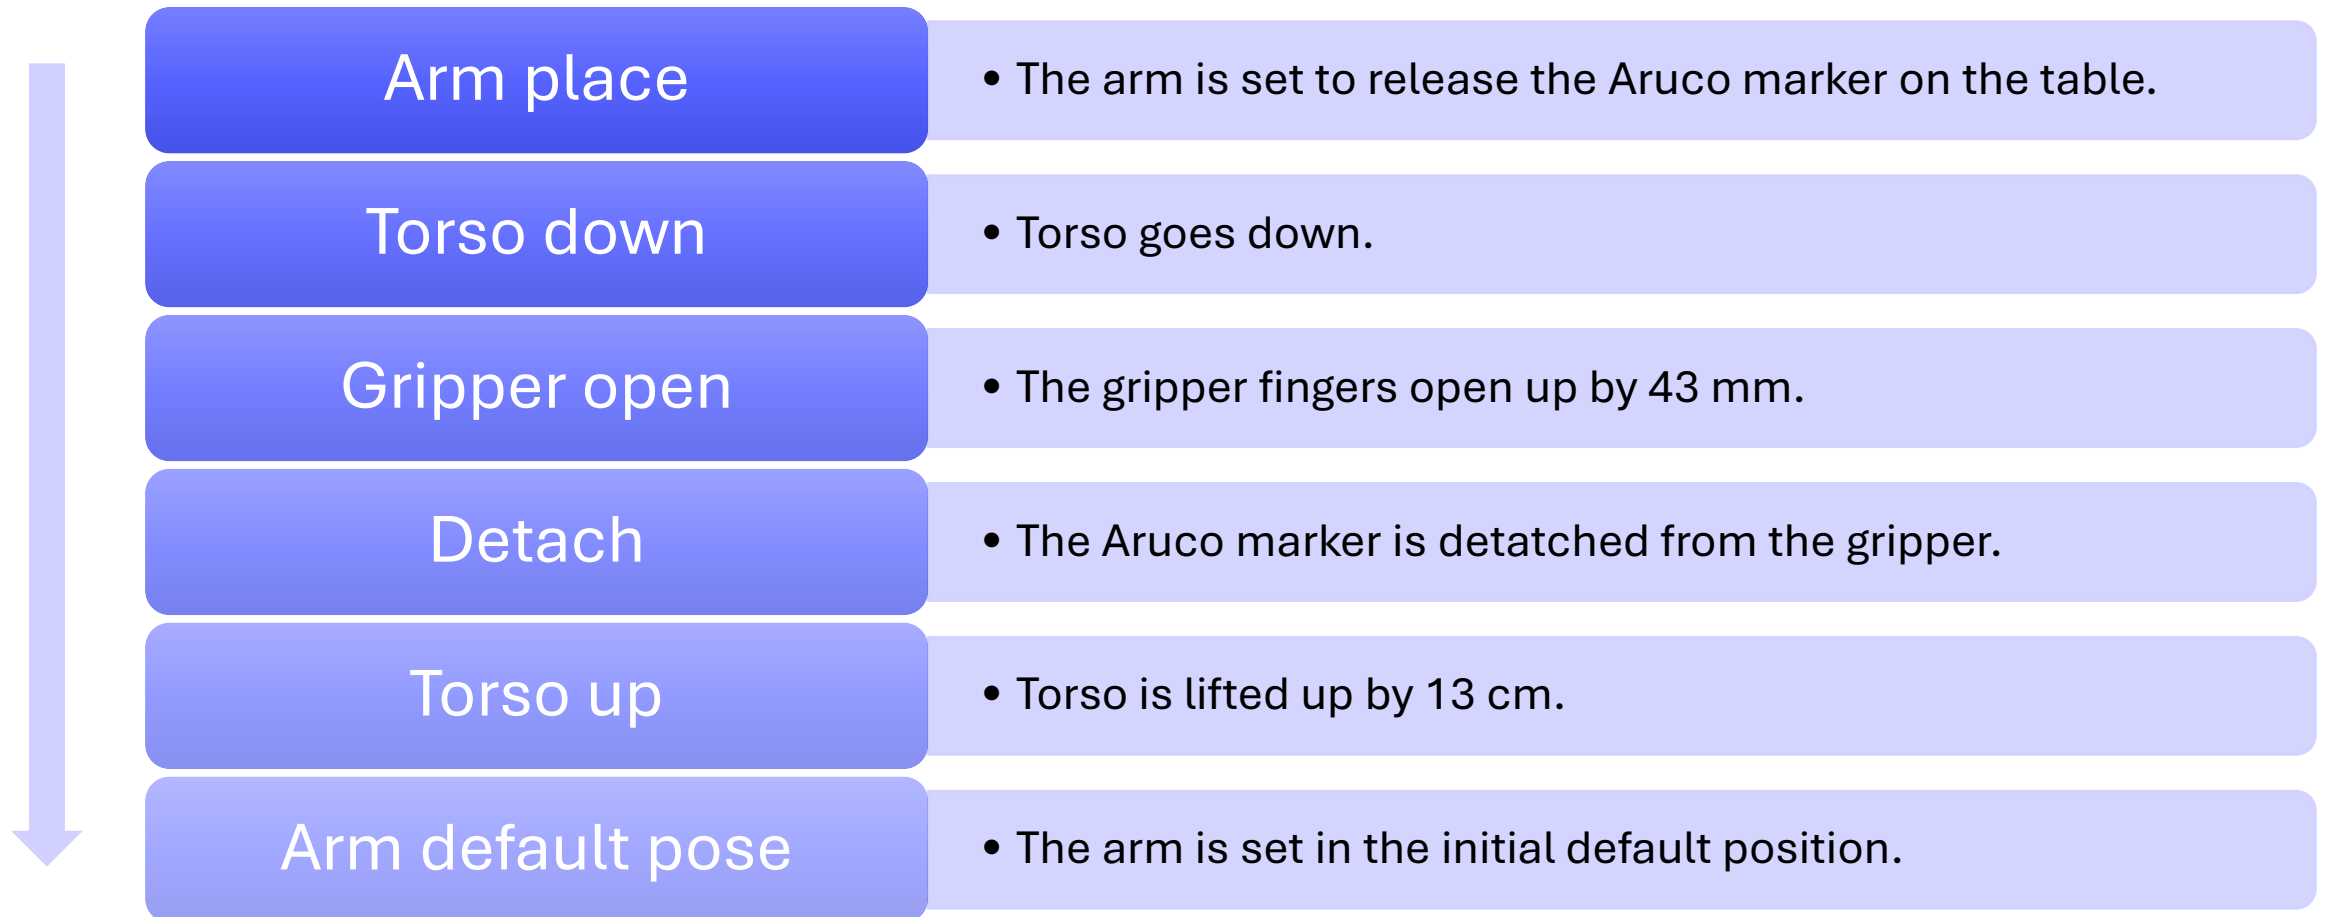 Arm place
• The arm is set to release the Aruco marker on the table.
Torso down
• Torso goes down.
Gripper open
• The gripper fingers open up by 43 mm.
Detach
• The Aruco marker is detatched from the gripper.
Torso up
• Torso is lifted up by 13 cm.
Arm default pose
• The arm is set in the initial default position.